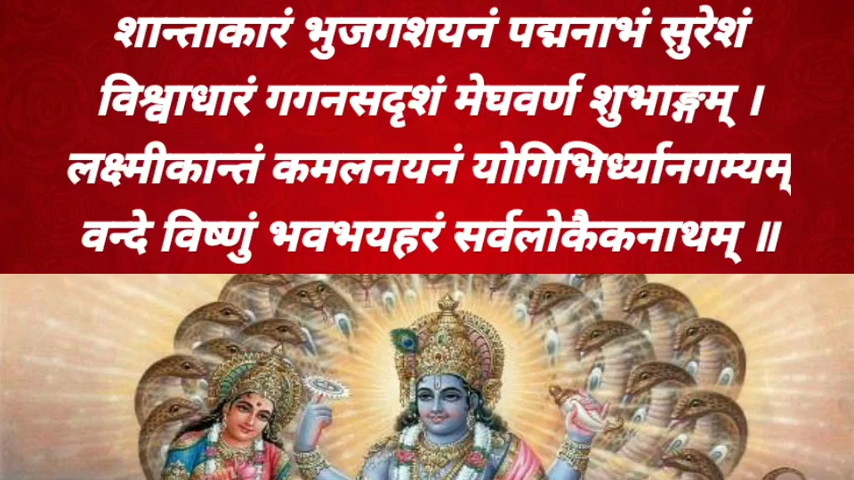 शान्ताकारं भुजगशयनं पद्मनाभं सुरेशं
विश्वाधारं गगनसदृशं मेघवर्ण शुभाङ्गम् ।
लक्ष्मीकान्तं कमलनयनं योगिभिर्ध्यानगम्यम्
वन्दे विष्णुं भवभयहरं सर्वलोकैकनाथम् ॥